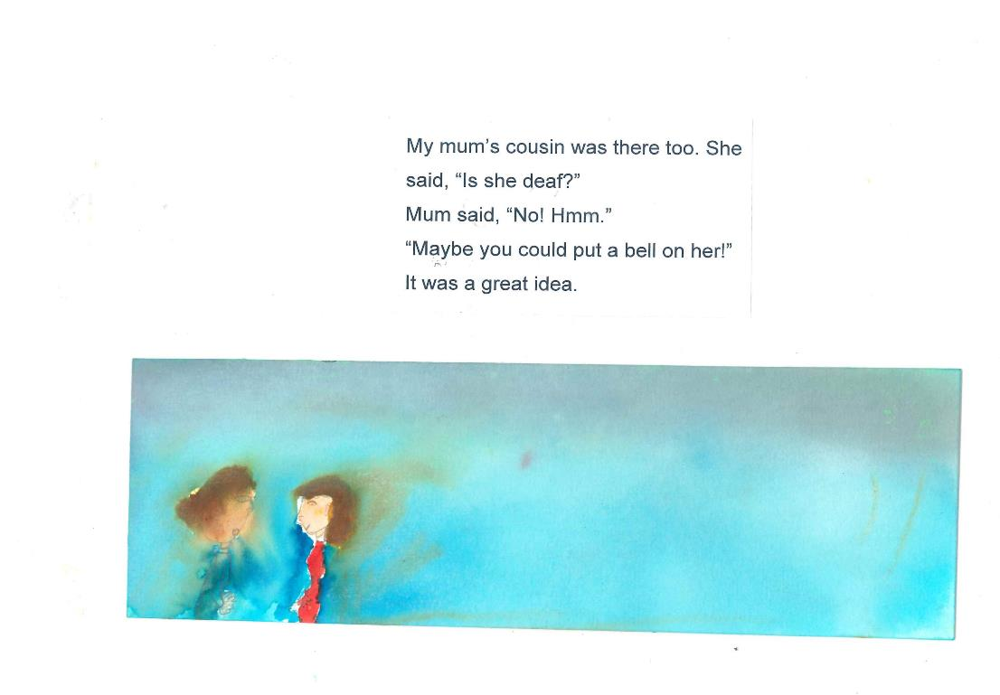 My mum’s cousin was there too. She
said, “Is she deaf?”
Mum said, “No! Hmm.”
“Maybe you could put a bell on her!”
It was a great idea.